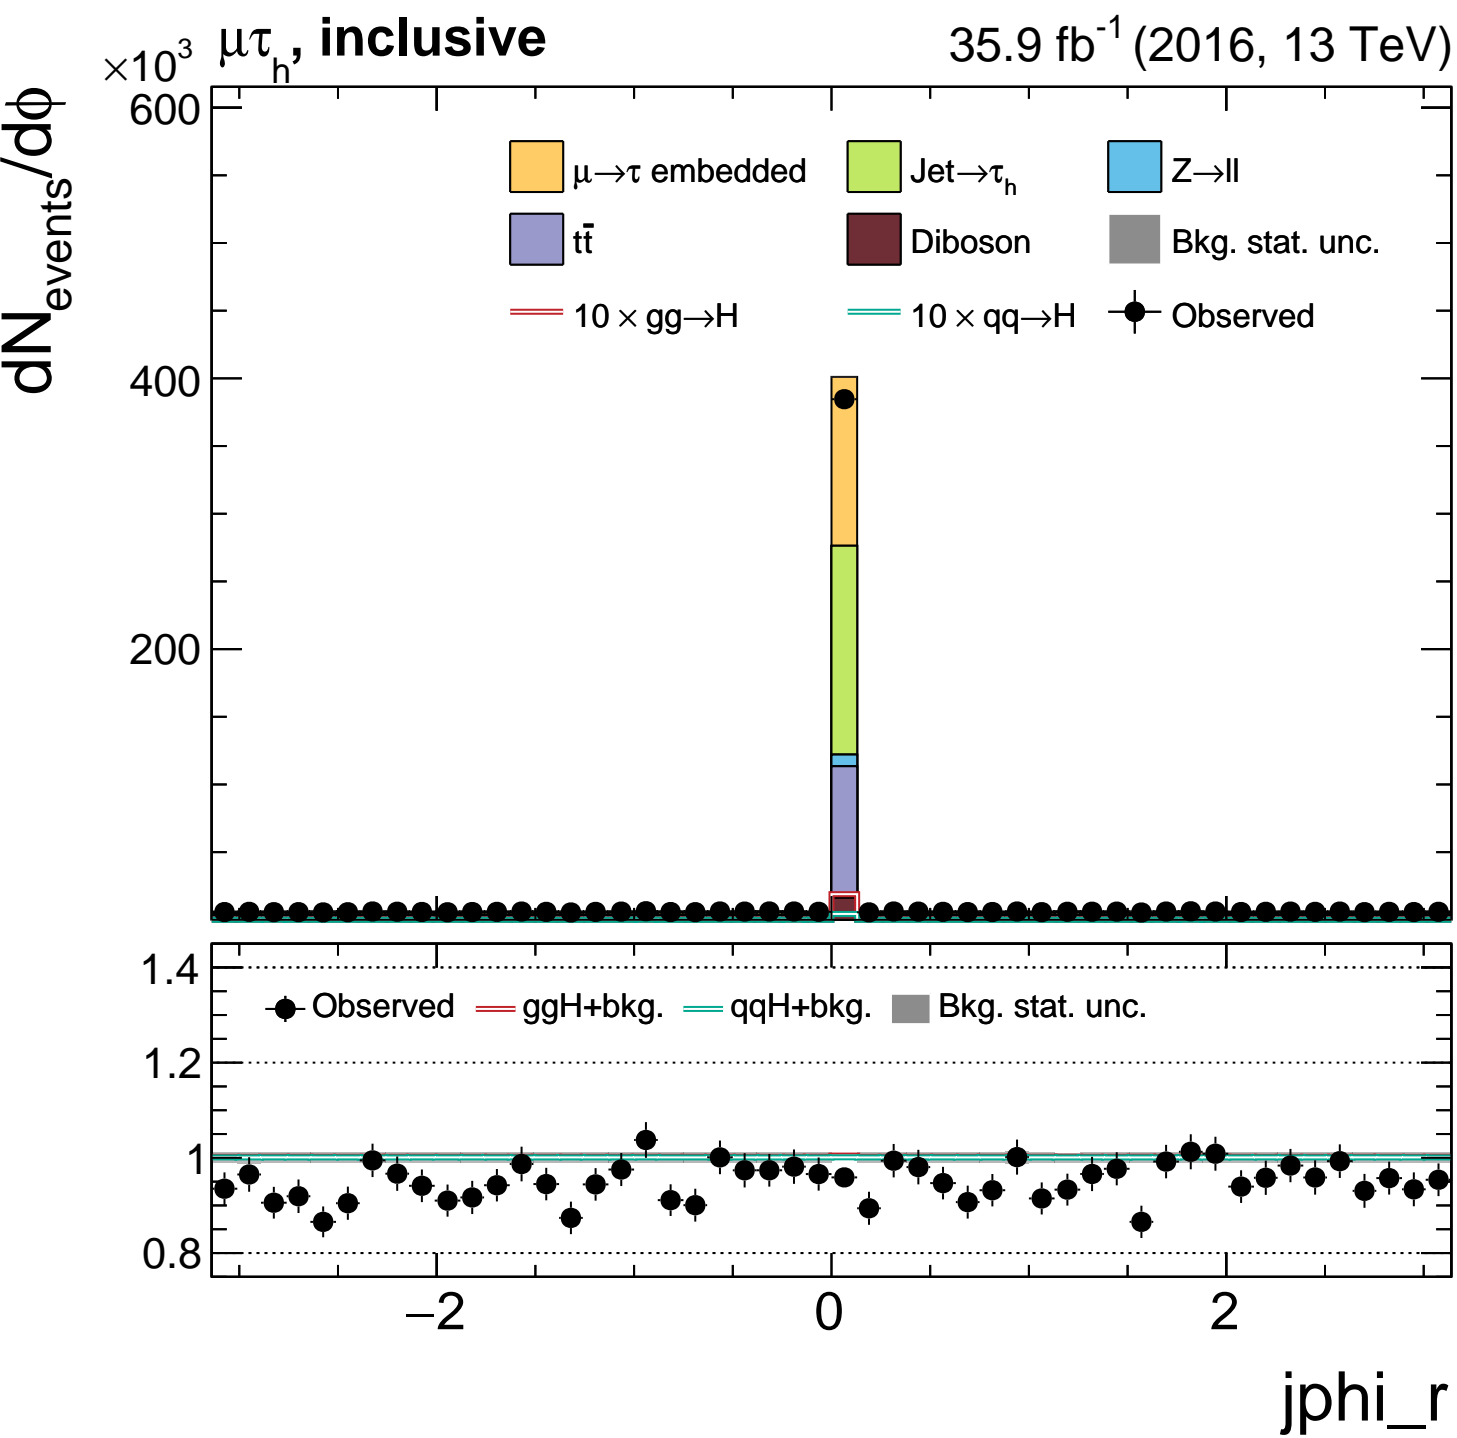 ×10³ μτₕ, inclusive 35.9 fb⁻¹ (2016, 13 TeV)
dN_events/dϕ
600
400
200
μ→τ embedded Jet→τₕ Z→ll
tt̄ Diboson Bkg. stat. unc.
10 × gg→H 10 × qq→H Observed
1.4
1.2
1
0.8
Observed ggH+bkg. qqH+bkg. Bkg. stat. unc.
−2 0 2
jphi_r